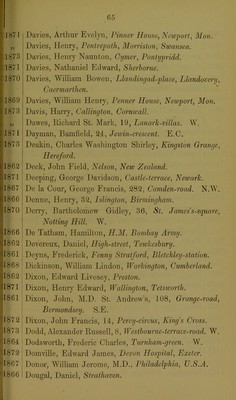 65
1871 Davies, Arthur Evelyn, Pinner House, Newport, Mon.
„ Davies, Henry, Pentrepoth, Morriston, Swansea.
1873 Davies, Henry Naunton, Cymer, Pontypridd.
1871 Davies, Nathaniel Edward, Sherborne.
1870 Davies, William Bowen, Llandingad-place, Llandovery,
Caermarthen.
1869 Davies, William Henry, Penner House, Newport, Mon.
1873 Davis, Harry, Callington, Cornwall.
„ Dawes, Richard St. Mark, 19, Lanark-villas. W.
1871 Dayman, Bamfield, 24, Jewin-crescent. E.C.
1873 Deakin, Charles Washington Shirley, Kingston Grange,
Hereford.
1862 Deck, John Field, Nelson, New Zealand.
1871 Deeping, George Davidson, Castle-terrace, Newark.
1867 De la Cour, George Francis, 282, Camden-road. N.W.
1866 Denne, Henry, 32, Islington, Birmingham.
1870 Derry, Bartholomew Gidley, 36, St. James's-square,
Notting Hill. W.
1866 De Tatham, Hamilton, H.M. Bombay Army.
1862 Devereux, Daniel, High-street, Tewkesbury.
1861 Deyns, Frederick, Fenny Stratford, Bletchley-station.
1868 Dickinson, William Lindon, Workington, Cumberland.
1862 Dixon, Edward Livesey, Preston.
1871 Dixon, Henry Edward, Wallington, Tetsworth.
1861 Dixon, John, M.D. St. Andrew's, 108, Grange-road,
Bermondsey. S.E.
1872 Dixon, John Francis, 14, Percy-circus, King's Cross.
1873 Dodd, Alexander Russell, 8, Westbourne-terrace-road. W.
1864 Dodsworth, Frederic Charles, Turnham-green. W.
1872 Domville, Edward James, Devon Hospital, Exeter.
1867 Donor, William Jerome, M.D., Philadelphia, U.S.A.
1866 Dougal, Daniel, Strathaven.